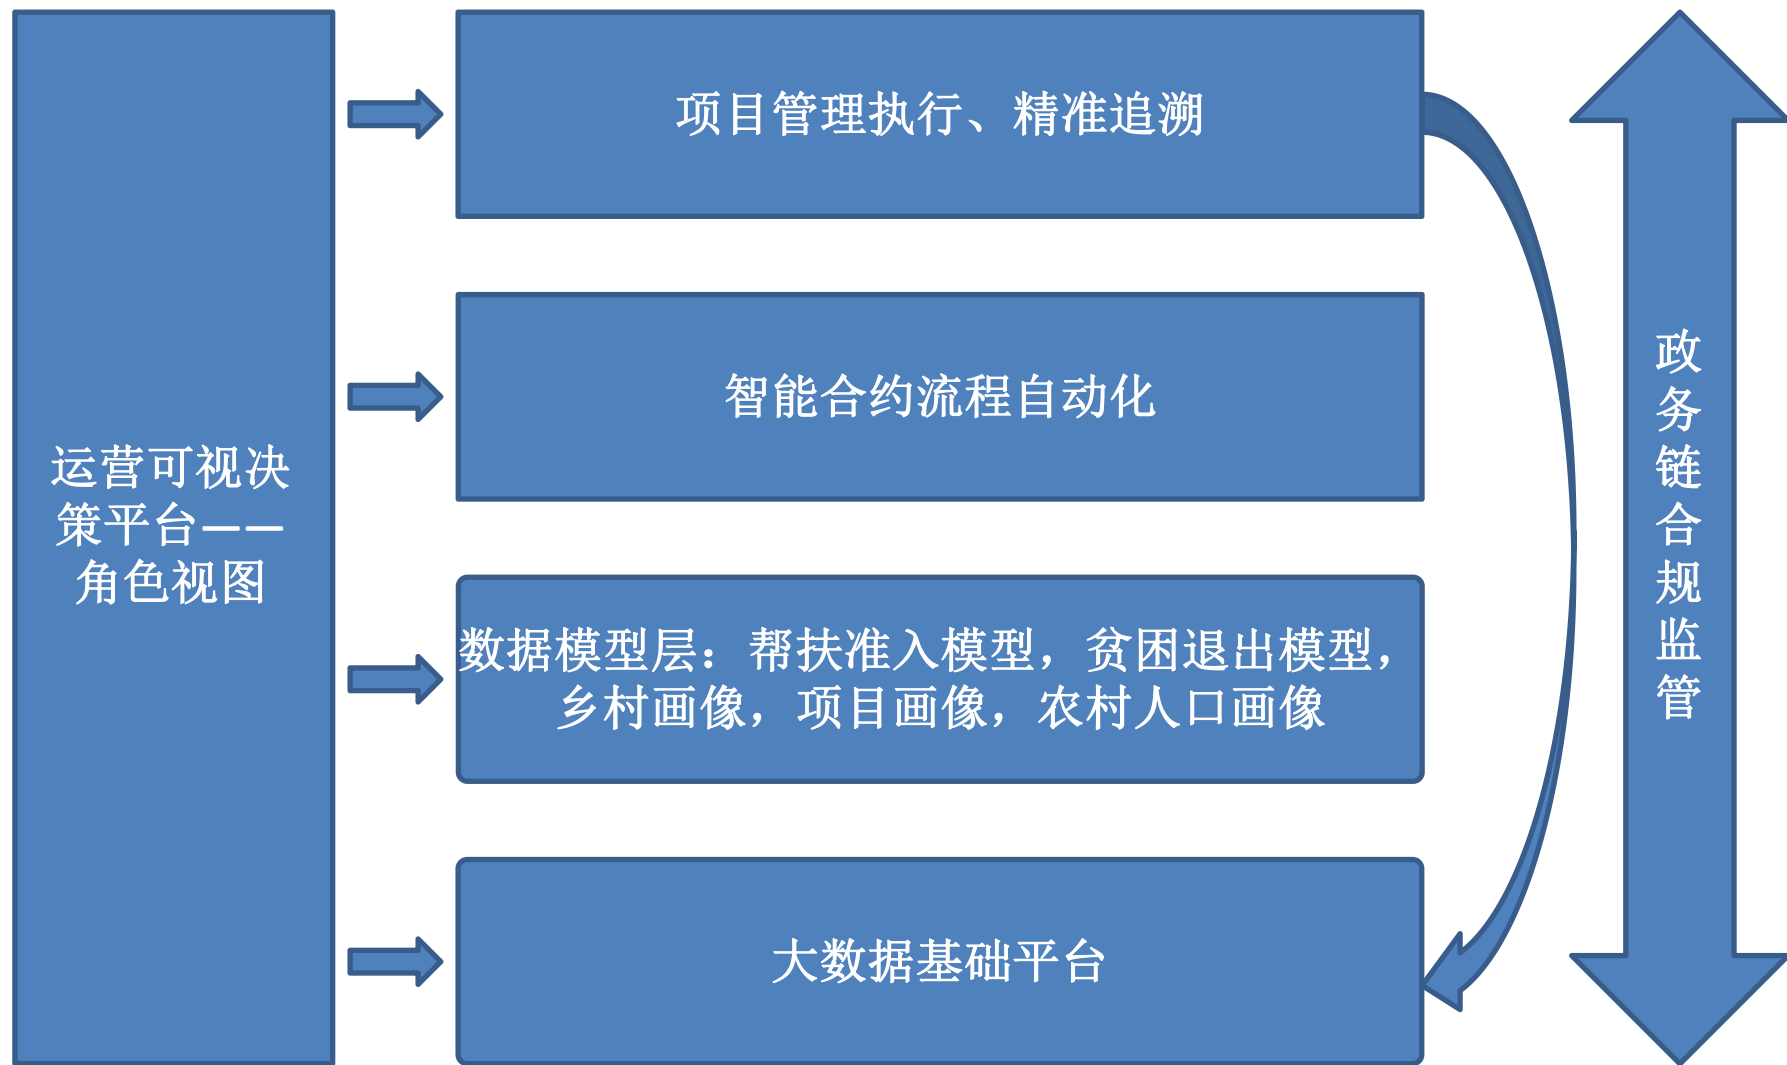 运营可视决
策平台——
角色视图
项目管理执行、精准追溯
智能合约流程自动化
数据模型层：帮扶准入模型，贫困退出模型，
乡村画像，项目画像，农村人口画像
大数据基础平台
政
务
链
合
规
监
管